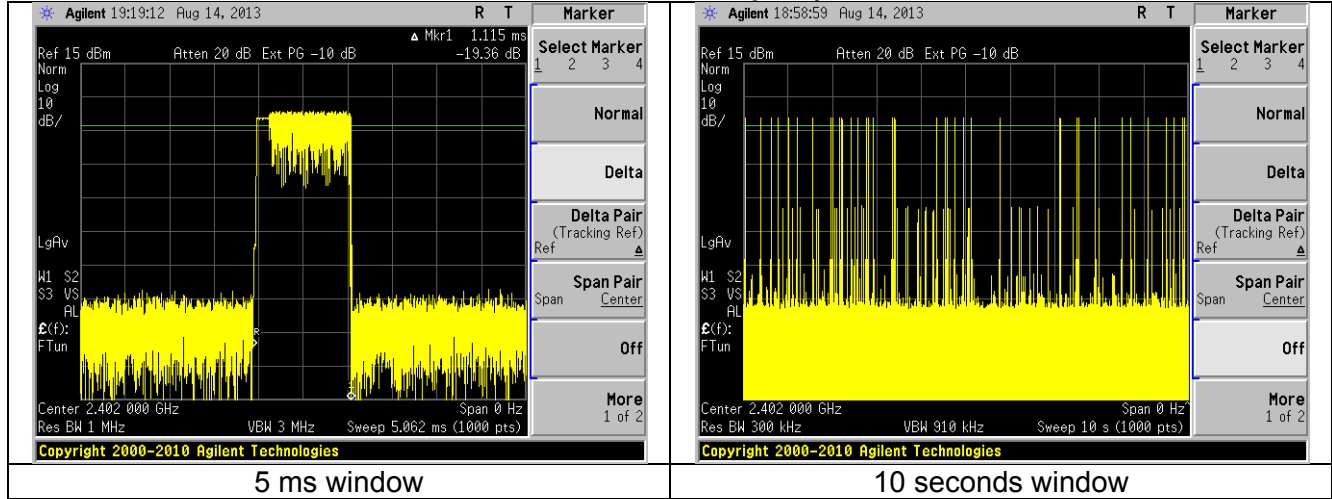 Agilent 19:19:12 Aug 14, 2013 R T Marker
Δ Mkr1 1.115 ms
Ref 15 dBm Atten 20 dB Ext PG -10 dB -19.36 dB
Norm
Log
10
dB/
LgAv
W1 S2
S3 VS
AL
£(f):
FTun
R
1
Center 2.402 000 GHz Span 0 Hz
Res BW 1 MHz VBW 3 MHz Sweep 5.062 ms (1000 pts)
Select Marker
1 2 3 4
Normal
Delta
Delta Pair
(Tracking Ref)
Ref Δ
Span Pair
Span Center
Off
More
1 of 2
Copyright 2000-2010 Agilent Technologies
5 ms window
Agilent 18:58:59 Aug 14, 2013 R T Marker
Ref 15 dBm Atten 20 dB Ext PG -10 dB
Norm
Log
10
dB/
LgAv
W1 S2
S3 VS
AL
£(f):
FTun
Center 2.402 000 GHz Span 0 Hz^
Res BW 300 kHz VBW 910 kHz Sweep 10 s (1000 pts)
Select Marker
1 2 3 4
Normal
Delta
Delta Pair
(Tracking Ref)
Ref Δ
Span Pair
Span Center
Off
More
1 of 2
Copyright 2000-2010 Agilent Technologies
10 seconds window